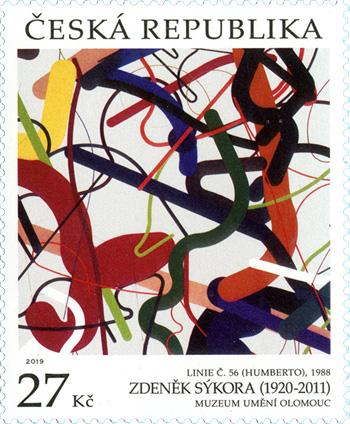 ČESKÁ REPUBLIKA
2019
LINIE Č. 56 (HUMBERTO), 1988
27 Kč
ZDENĚK SÝKORA (1920-2011)
MUZEUM UMĚNÍ OLOMOUC